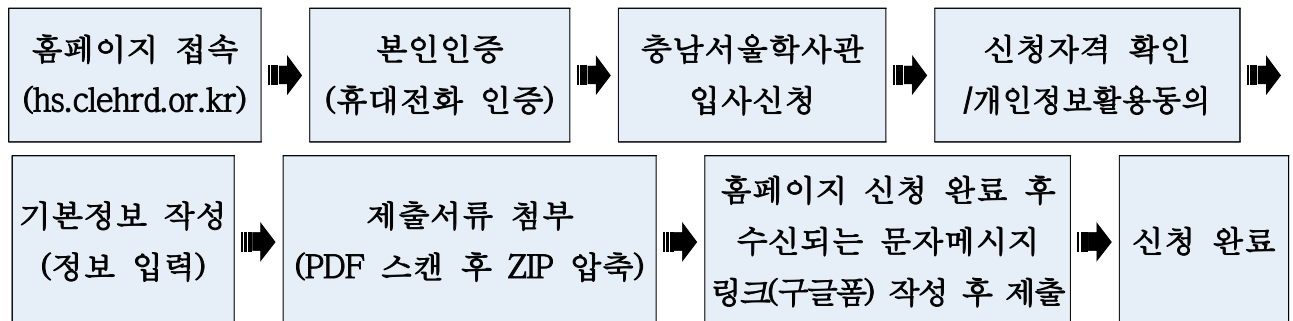 홈페이지 접속
(hs.clehrd.or.kr)
본인인증
(휴대전화 인증)
충남서울학사관
입사신청
신청자격 확인
/개인정보활용동의
기본정보 작성
(정보 입력)
제출서류 첨부
(PDF 스캔 후 ZIP 압축)
홈페이지 신청 완료 후
수신되는 문자메시지
링크(구글폼) 작성 후 제출
신청 완료